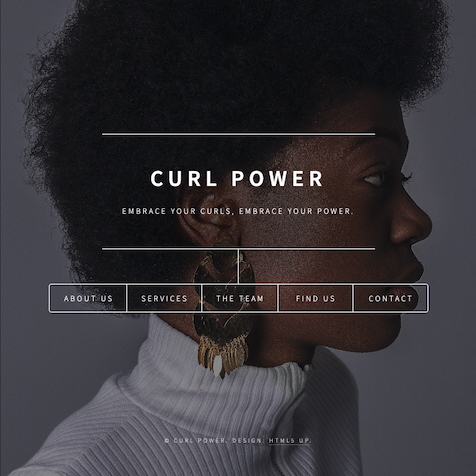 CURL POWER
EMBRACE YOUR CURLS, EMBRACE YOUR POWER.
ABOUT US
SERVICES
THE TEAM
FIND US
CONTACT
© CURL POWER. DESIGN: HTML5 UP.